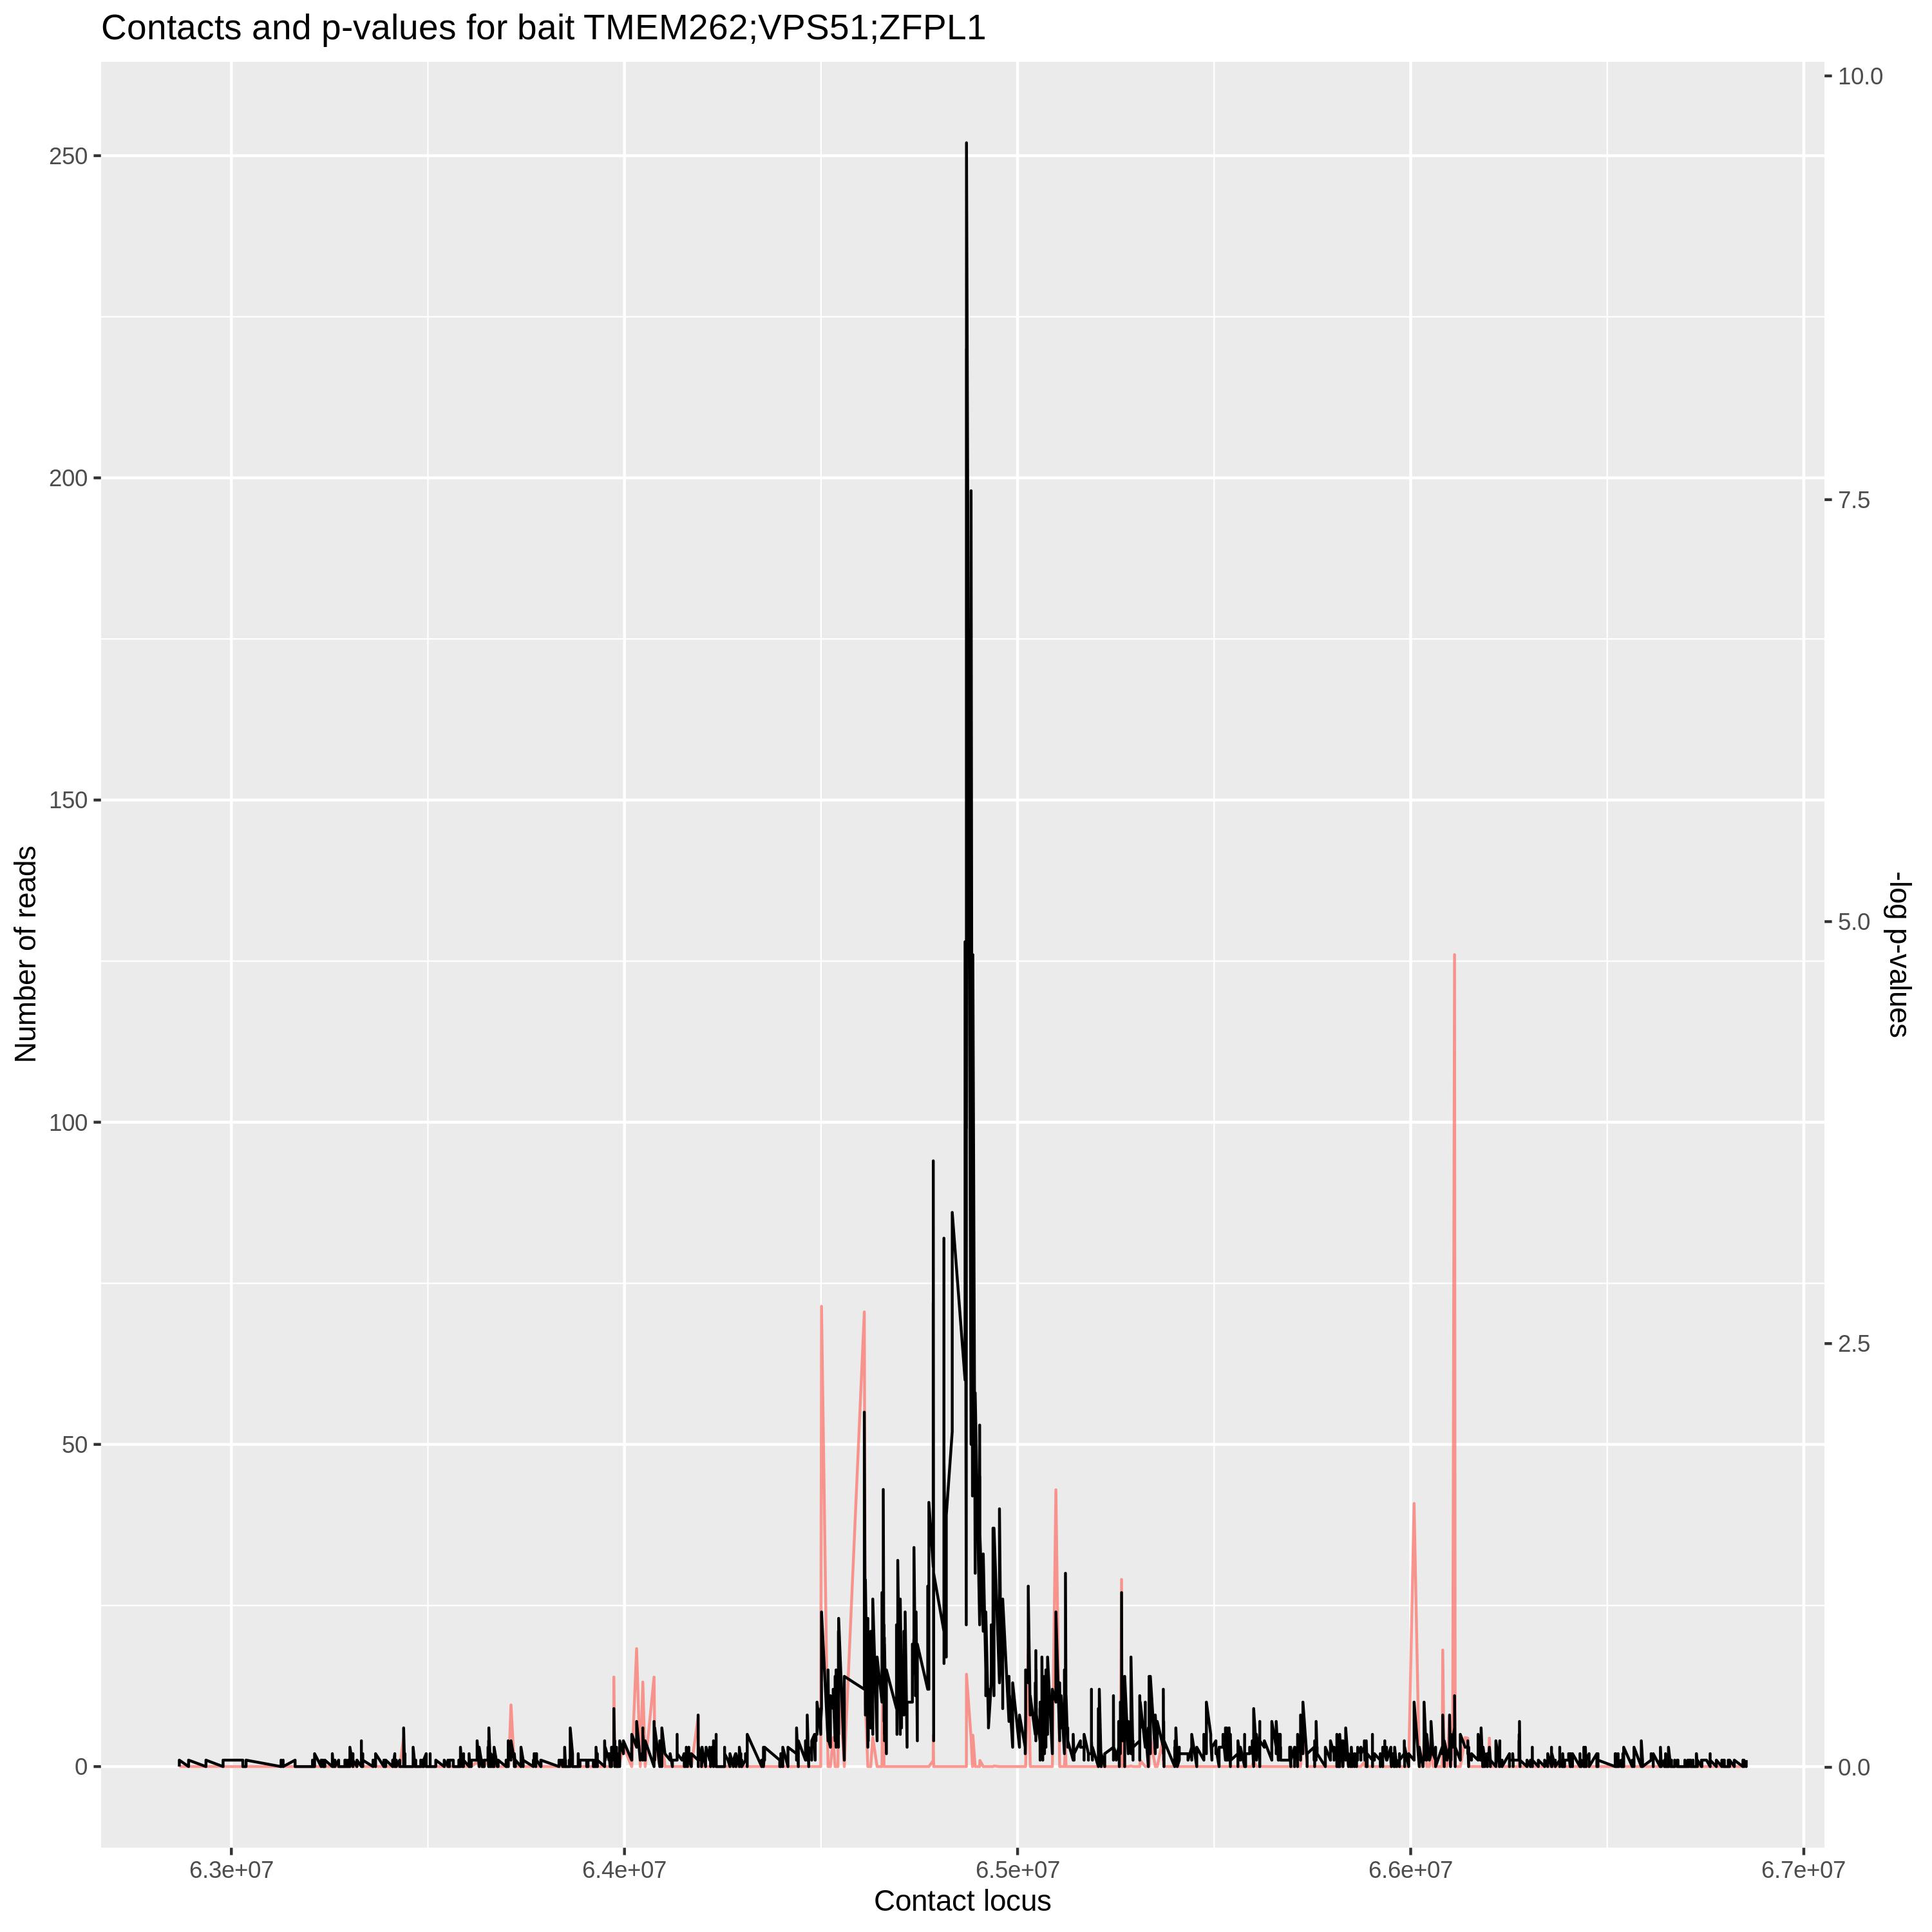 Contacts and p-values for bait TMEM262;VPS51;ZFPL1
10.0
250
200
7.5
150
5.0
Number of reads
-log p-values
100
2.5
50
0
0.0
6.3e+07 6.4e+07 6.5e+07 6.6e+07 6.7e+07
Contact locus